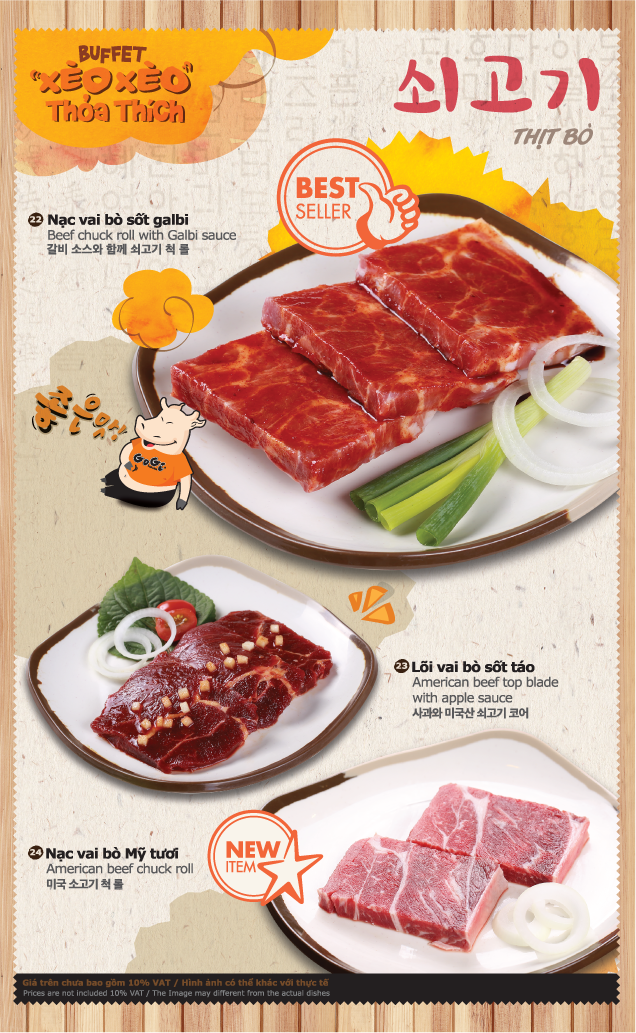 BUFFET
"XÈO XÈO"
Thỏa Thích
쇠고기
THỊT BÒ
BEST
SELLER
22 Nạc vai bò sốt galbi
Beef chuck roll with Galbi sauce
갈비 소스와 함께 쇠고기 척 롤
좋은 맛상
GoGi
23 Lõi vai bò sốt táo
American beef top blade
with apple sauce
사과와 미국산 쇠고기 코어
24 Nạc vai bò Mỹ tươi
American beef chuck roll
미국 소고기 척 롤
NEW
ITEM
Giá trên chưa bao gồm 10% VAT / Hình ảnh có thể khác với thực tế
Prices are not included 10% VAT / The Image may different from the actual dishes